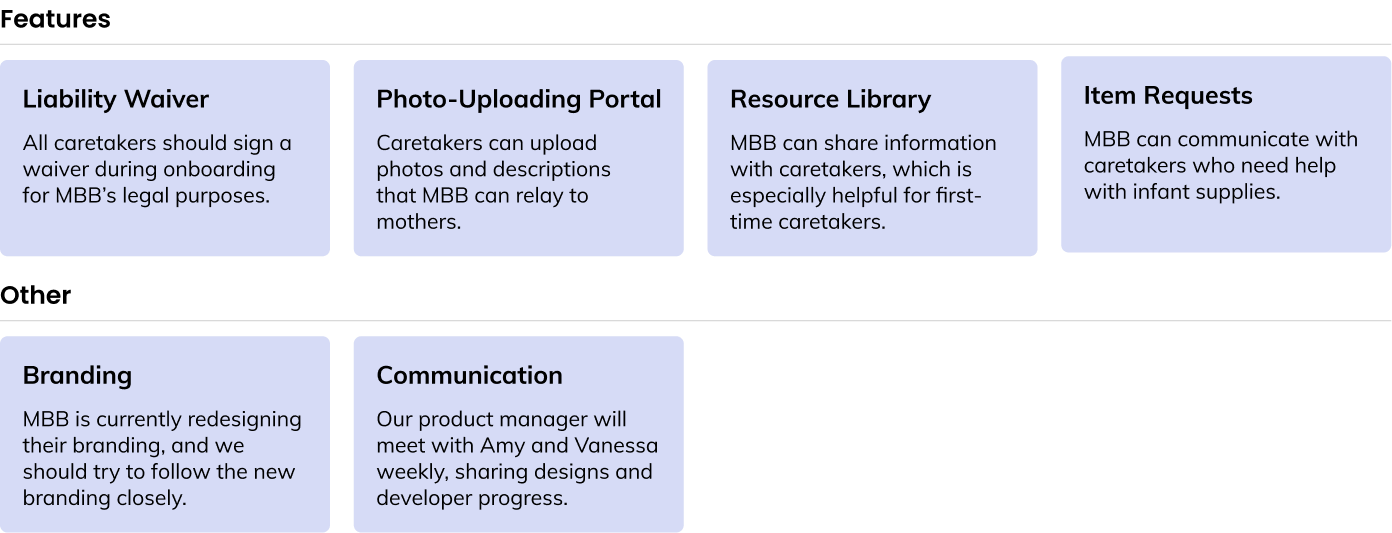 Features
Liability Waiver
All caretakers should sign a
waiver during onboarding
for MBB’s legal purposes.
Photo-Uploading Portal
Caretakers can upload
photos and descriptions
that MBB can relay to
mothers.
Resource Library
MBB can share information
with caretakers, which is
especially helpful for first-
time caretakers.
Item Requests
MBB can communicate with
caretakers who need help
with infant supplies.
Other
Branding
MBB is currently redesigning
their branding, and we
should try to follow the new
branding closely.
Communication
Our product manager will
meet with Amy and Vanessa
weekly, sharing designs and
developer progress.